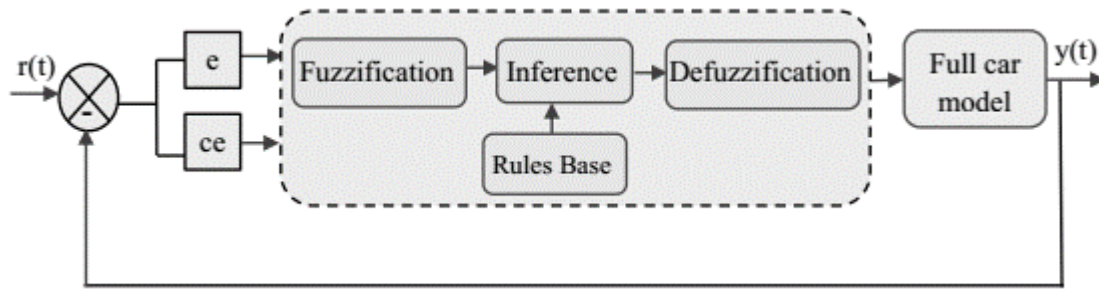 r(t)
-
e
ce
Fuzzification
Inference
Defuzzification
Rules Base
Full car
model
y(t)